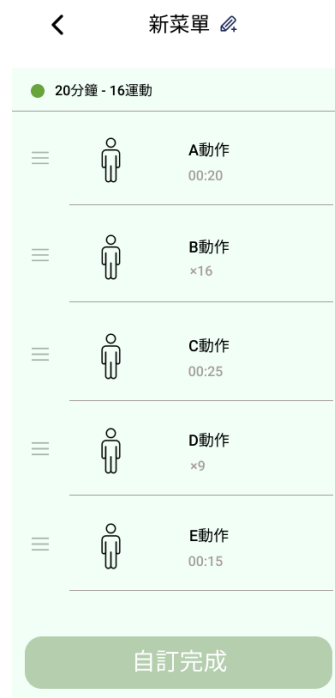 新菜單
20分鐘 - 16運動
A動作
00:20
B動作
×16
C動作
00:25
D動作
×9
E動作
00:15
自訂完成